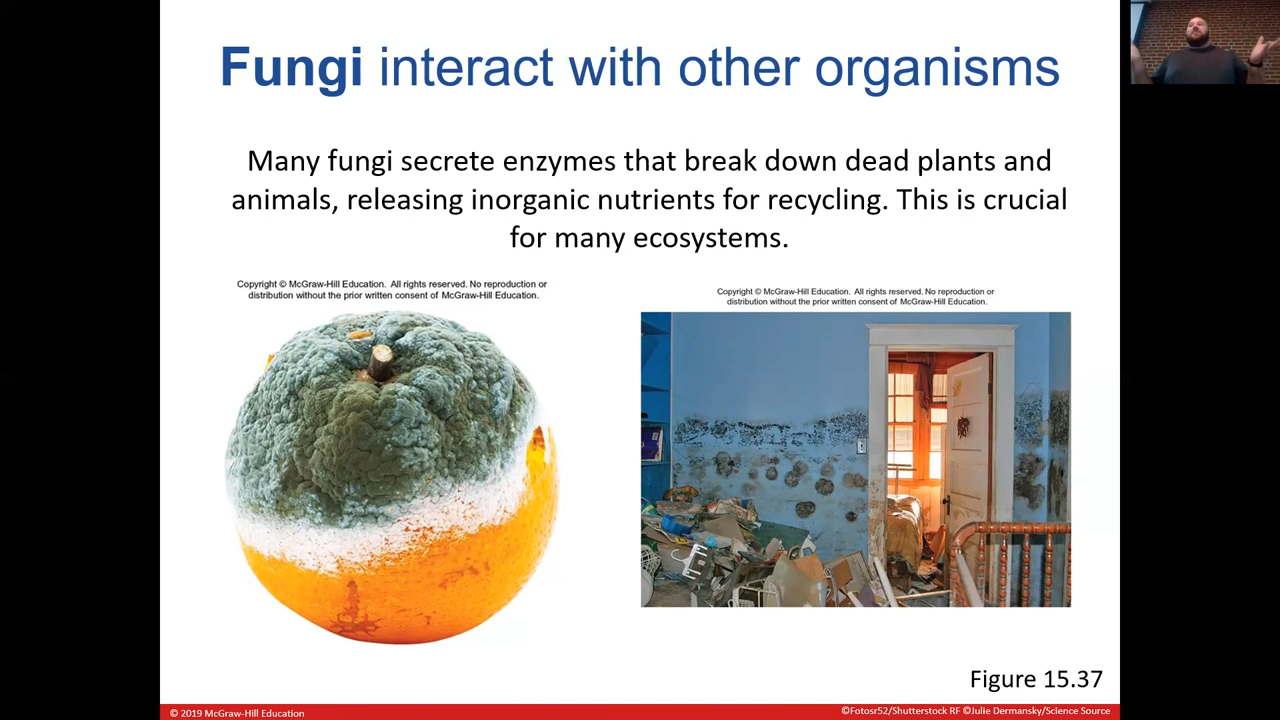 Fungi interact with other organisms
Many fungi secrete enzymes that break down dead plants and
animals, releasing inorganic nutrients for recycling. This is crucial
for many ecosystems.
Copyright © McGraw-Hill Education. All rights reserved. No reproduction or
distribution without the prior written consent of McGraw-Hill Education.
Copyright © McGraw-Hill Education. All rights reserved. No reproduction or
distribution without the prior written consent of McGraw-Hill Education.
Figure 15.37
© 2019 McGraw-Hill Education
©Fotosr52/Shutterstock RF ©Julie Dermansky/Science Source